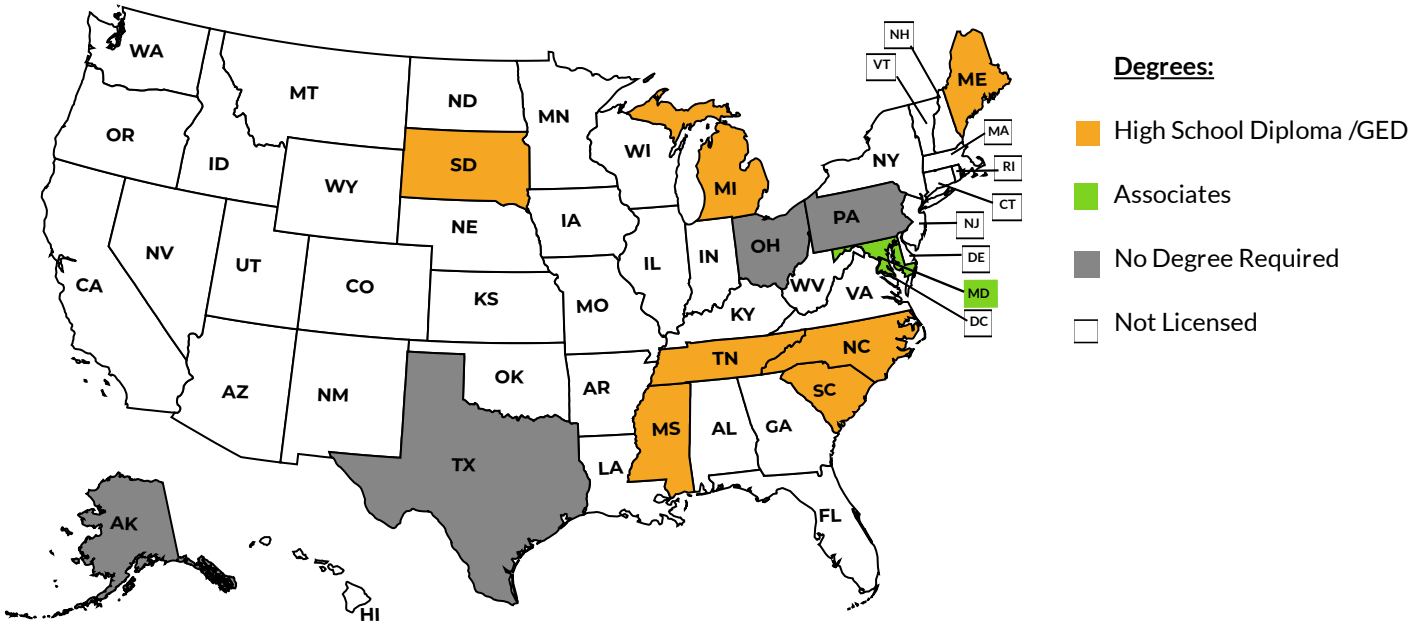 NH
WA
VT
ME
MT
ND
MN
OR
MA
WI
NY
ID
SD
RI
WY
MI
CT
IA
PA
NE
NJ
NV
OH
IN
UT
IL
DE
CA
CO
WV
VA
MD
KS
MO
KY
DC
TN
NC
OK
AZ
NM
AR
SC
MS
AL
GA
TX
LA
FL
AK
HI
Degrees:
High School Diploma /GED
Associates
No Degree Required
Not Licensed